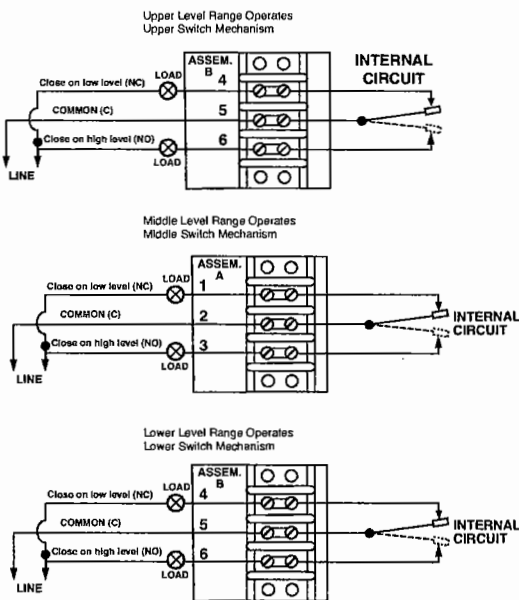 Upper Level Range Operates
Upper Switch Mechanism
ASSEM.
B
INTERNAL
CIRCUIT
LOAD
Close on low level (NC)
4
COMMON (C)
5
Close on high level (NO)
6
LOAD
LINE
Middle Level Range Operates
Middle Switch Mechanism
ASSEM.
A
LOAD
Close on low level (NC)
1
COMMON (C)
2
INTERNAL
CIRCUIT
Close on high level (NO)
3
LOAD
LINE
Lower Level Range Operates
Lower Switch Mechanism
ASSEM.
B
LOAD
Close on low level (NC)
4
COMMON (C)
5
INTERNAL
CIRCUIT
Close on high level (NO)
6
LOAD
LINE